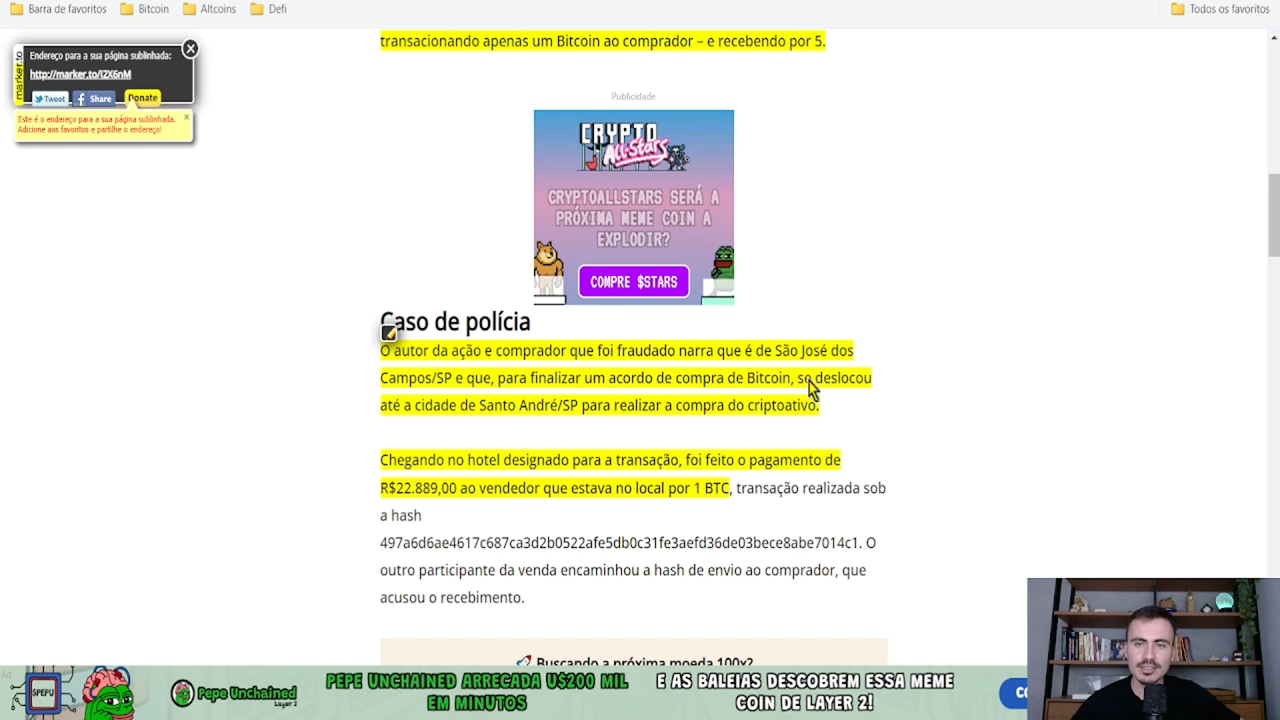 Barra de favoritos
Bitcoin
Altcoins
Defi
Todos os favoritos
marker.to
Endereço para a sua página sublinhada:
http://marker.to/l2X6nM
Tweet
Share
Donate
Este é o endereço para a sua página sublinhada.
Adicione aos favoritos e partilhe o endereço!
transacionando apenas um Bitcoin ao comprador – e recebendo por 5.
Publicidade
CRYPTO
All-Stars
CRYPTOALLSTARS SERÁ A
PRÓXIMA MEME COIN A
EXPLODIR?
COMPRE $STARS
Caso de polícia
O autor da ação e comprador que foi fraudado narra que é de São José dos
Campos/SP e que, para finalizar um acordo de compra de Bitcoin, se deslocou
até a cidade de Santo André/SP para realizar a compra do criptoativo.
Chegando no hotel designado para a transação, foi feito o pagamento de
R$22.889,00 ao vendedor que estava no local por 1 BTC, transação realizada sob
a hash
497a6d6ae4617c687ca3d2b0522afe5db0c31fe3aefd36de03bece8abe7014c1. O
outro participante da venda encaminhou a hash de envio ao comprador, que
acusou o recebimento.
Buscando a próxima moeda 100x?
$PEPU
Pepe Unchained
Layer 2
PEPE UNCHAINED ARRECADA U$200 MIL
EM MINUTOS
E AS BALEIAS DESCOBREM ESSA MEME
COIN DE LAYER 2!